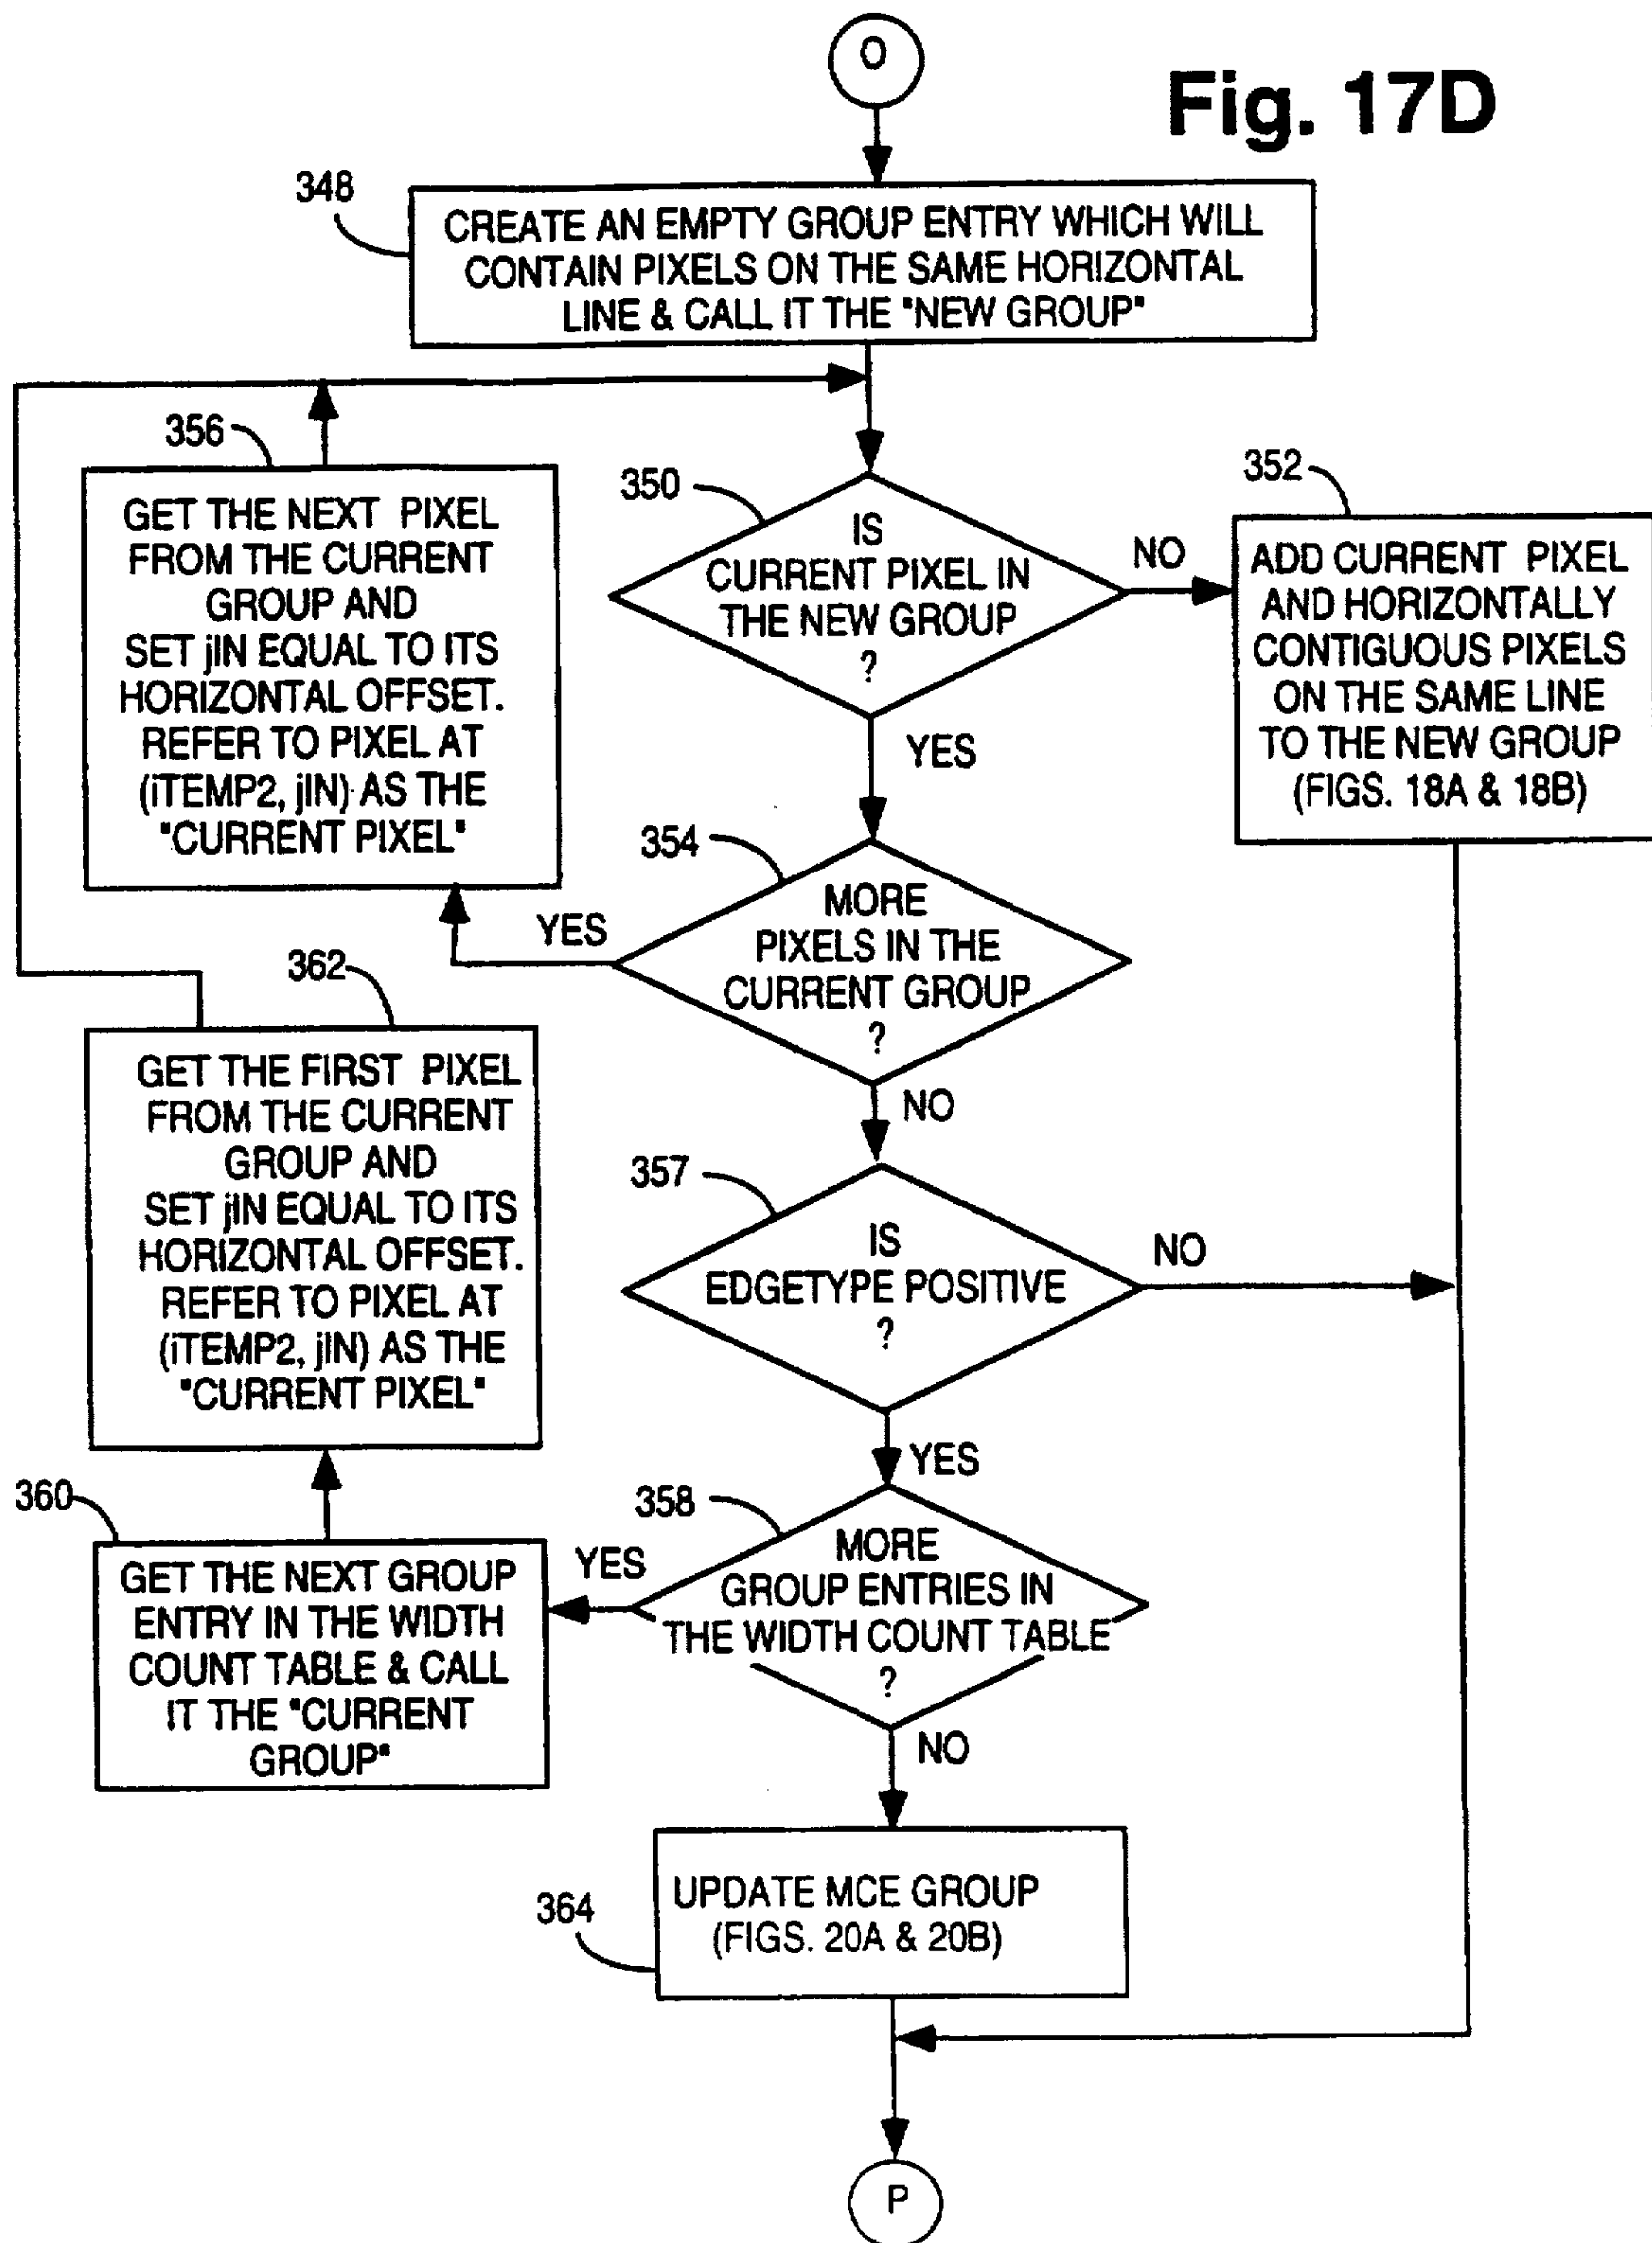 O
Fig. 17D
348
CREATE AN EMPTY GROUP ENTRY WHICH WILL
CONTAIN PIXELS ON THE SAME HORIZONTAL
LINE & CALL IT THE "NEW GROUP"
356
GET THE NEXT PIXEL
FROM THE CURRENT
GROUP AND
SET jIN EQUAL TO ITS
HORIZONTAL OFFSET.
REFER TO PIXEL AT
(iTEMP2, jIN) AS THE
"CURRENT PIXEL"
350
IS
CURRENT PIXEL IN
THE NEW GROUP
?
NO
YES
352
ADD CURRENT PIXEL
AND HORIZONTALLY
CONTIGUOUS PIXELS
ON THE SAME LINE
TO THE NEW GROUP
(FIGS. 18A & 18B)
354
MORE
PIXELS IN THE
CURRENT GROUP
?
YES
NO
362
GET THE FIRST PIXEL
FROM THE CURRENT
GROUP AND
SET jIN EQUAL TO ITS
HORIZONTAL OFFSET.
REFER TO PIXEL AT
(iTEMP2, jIN) AS THE
"CURRENT PIXEL"
357
IS
EDGETYPE POSITIVE
?
NO
YES
360
GET THE NEXT GROUP
ENTRY IN THE WIDTH
COUNT TABLE & CALL
IT THE "CURRENT
GROUP"
358
MORE
GROUP ENTRIES IN
THE WIDTH COUNT TABLE
?
YES
NO
364
UPDATE MCE GROUP
(FIGS. 20A & 20B)
P